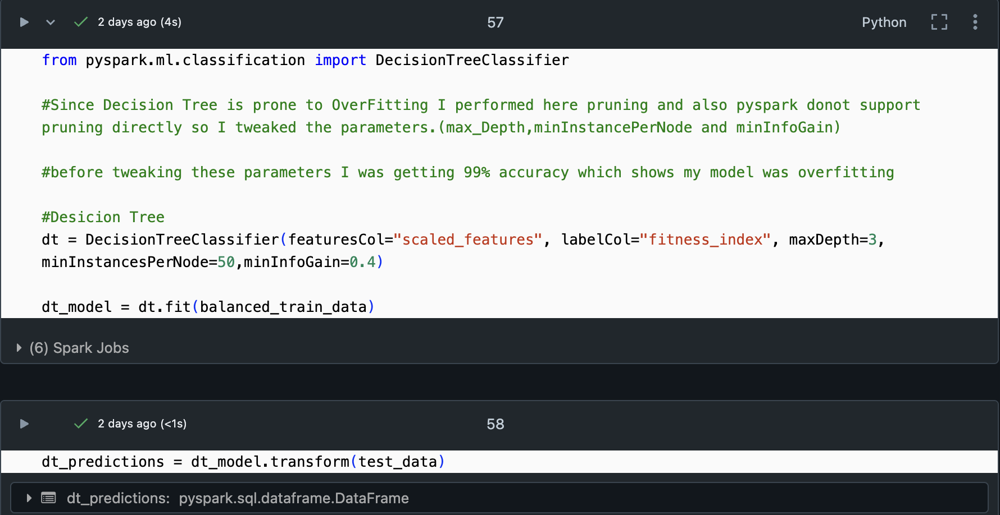 2 days ago (4s)
57
Python
from pyspark.ml.classification import DecisionTreeClassifier
#Since Decision Tree is prone to OverFitting I performed here pruning and also pyspark donot support
pruning directly so I tweaked the parameters.(max_Depth,minInstancePerNode and minInfoGain)
#before tweaking these parameters I was getting 99% accuracy which shows my model was overfitting
#Desicion Tree
dt = DecisionTreeClassifier(featuresCol="scaled_features", labelCol="fitness_index", maxDepth=3,
minInstancesPerNode=50,minInfoGain=0.4)
dt_model = dt.fit(balanced_train_data)
(6) Spark Jobs
2 days ago (<1s)
58
dt_predictions = dt_model.transform(test_data)
dt_predictions: pyspark.sql.dataframe.DataFrame